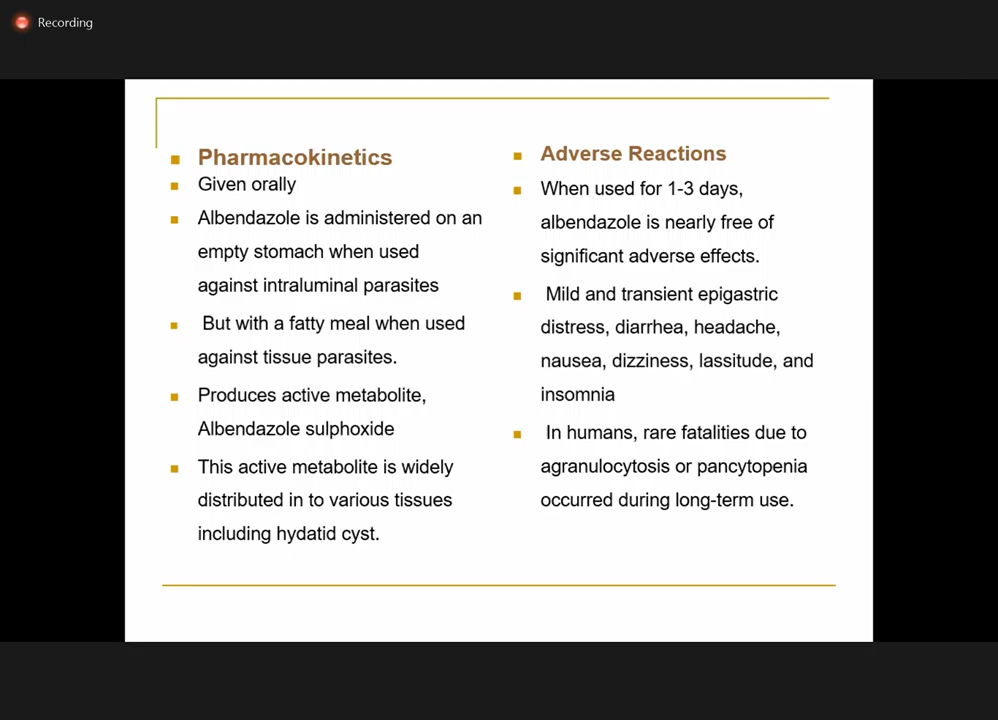 Recording
Pharmacokinetics
Given orally
Albendazole is administered on an
empty stomach when used
against intraluminal parasites
But with a fatty meal when used
against tissue parasites.
Produces active metabolite,
Albendazole sulphoxide
This active metabolite is widely
distributed in to various tissues
including hydatid cyst.
Adverse Reactions
When used for 1-3 days,
albendazole is nearly free of
significant adverse effects.
Mild and transient epigastric
distress, diarrhea, headache,
nausea, dizziness, lassitude, and
insomnia
In humans, rare fatalities due to
agranulocytosis or pancytopenia
occurred during long-term use.